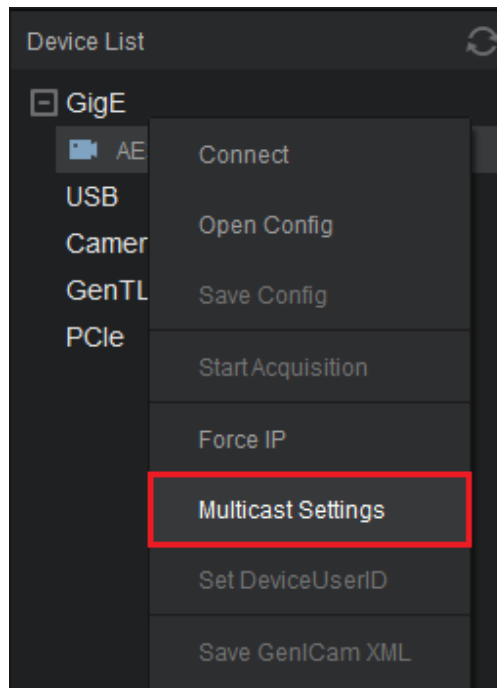 Device List
GigE
AE
Connect
USB
Open Config
Camer
GenTL
Save Config
PCIe
Start Acquisition
Force IP
Multicast Settings
Set DeviceUserID
Save GenICam XML